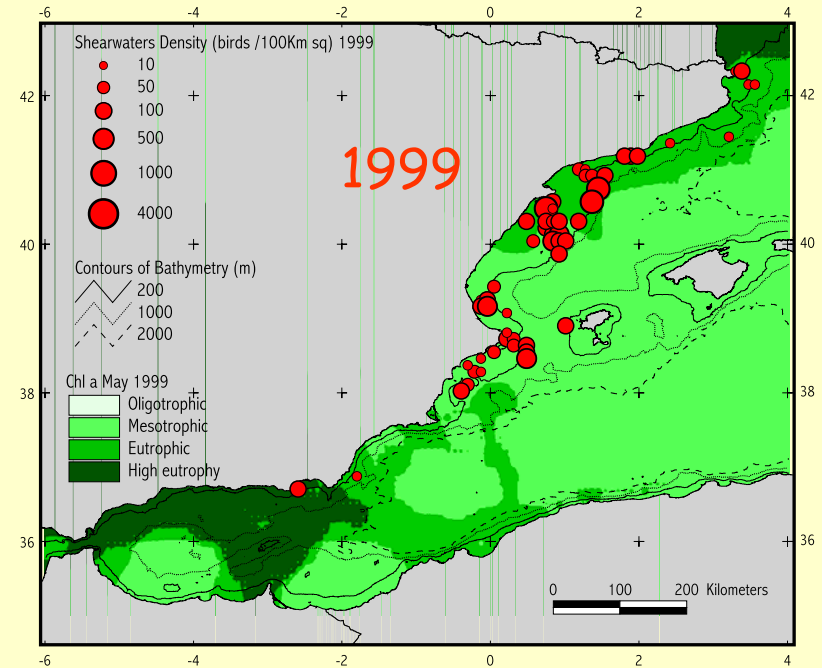 -6 -4 -2 0 2 4
Shearwaters Density (birds /100Km sq) 1999
10
50
100
500
1000
4000
42 42
1999
40 40
Contours of Bathymetry (m)
200
1000
2000
38 38
Chl a May 1999
Oligotrophic
Mesotrophic
Eutrophic
High eutrophy
36 36
0 100 200 Kilometers
-6 -4 -2 0 2 4